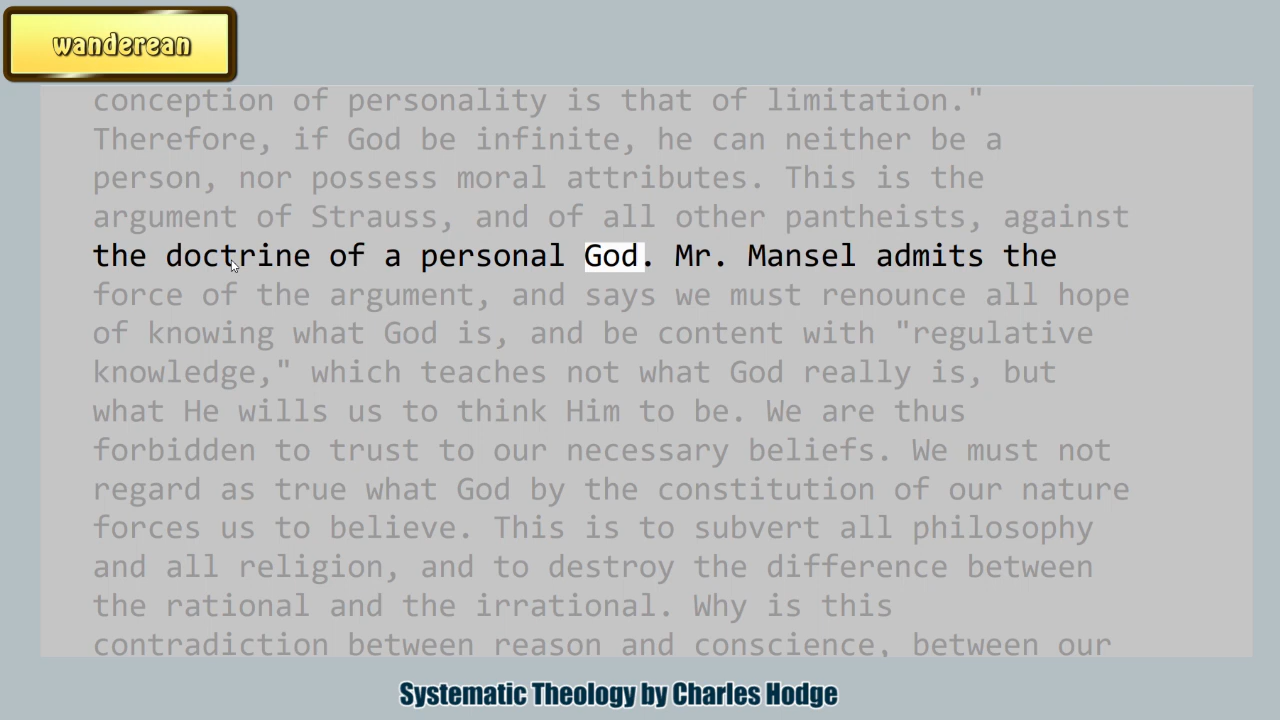 wanderean
conception of personality is that of limitation."
Therefore, if God be infinite, he can neither be a
person, nor possess moral attributes. This is the
argument of Strauss, and of all other pantheists, against
the doctrine of a personal God. Mr. Mansel admits the
force of the argument, and says we must renounce all hope
of knowing what God is, and be content with "regulative
knowledge," which teaches not what God really is, but
what He wills us to think Him to be. We are thus
forbidden to trust to our necessary beliefs. We must not
regard as true what God by the constitution of our nature
forces us to believe. This is to subvert all philosophy
and all religion, and to destroy the difference between
the rational and the irrational. Why is this
contradiction between reason and conscience, between our
Systematic Theology by Charles Hodge